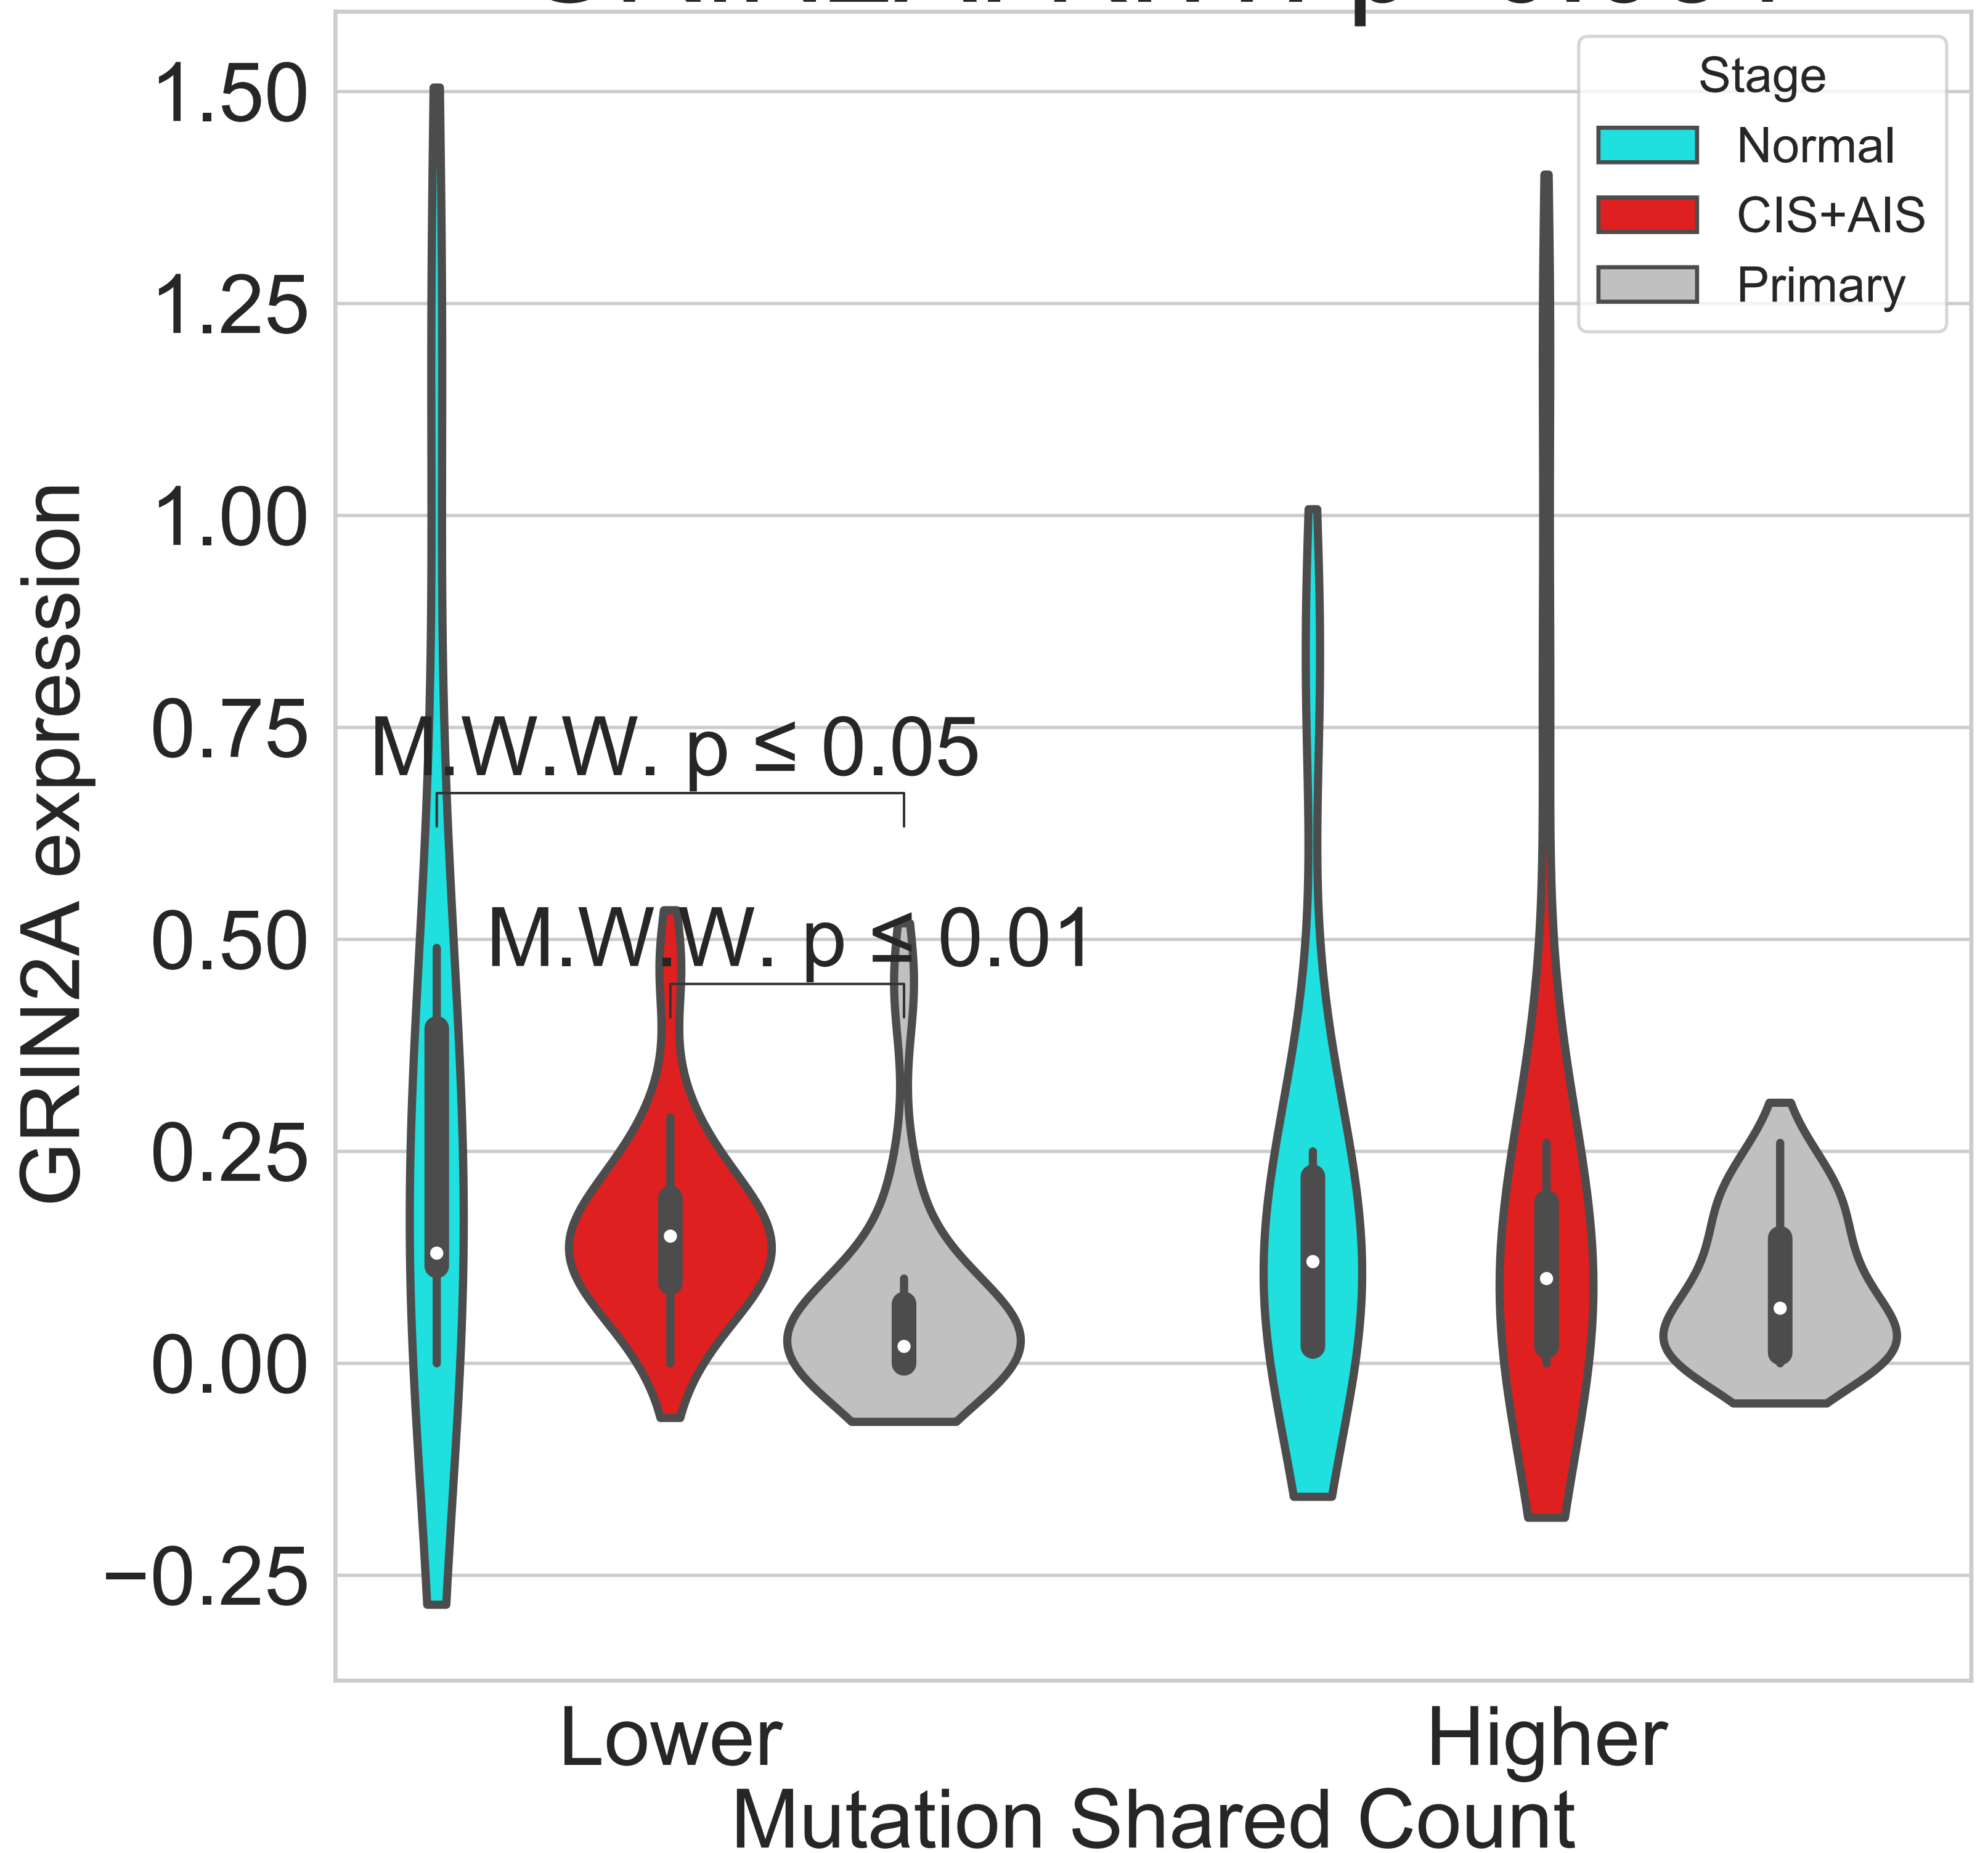 1.50
1.25
1.00
0.75
0.50
0.25
0.00
−0.25
GRIN2A expression
Stage
Normal
CIS+AIS
Primary
M.W.W. p ≤ 0.05
M.W.W. p ≤ 0.01
Lower
Higher
Mutation Shared Count